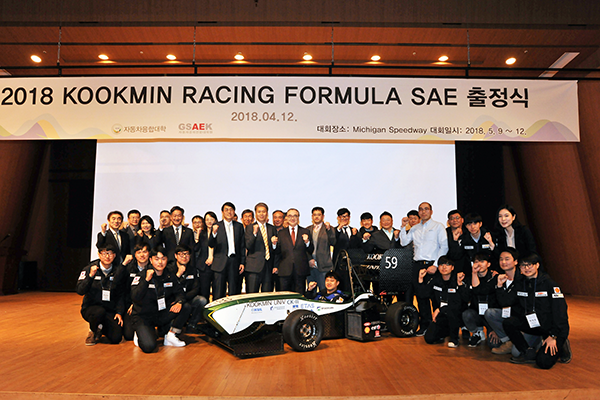 2018 KOOKMIN RACING FORMULA SAE 출정식
2018.04.12.
자동차융합대학
GSAEK
대회장소: Michigan Speedway 대회일시: 2018. 5. 9 ~ 12.
KOOKMIN
59
KOOKMIN UNIV